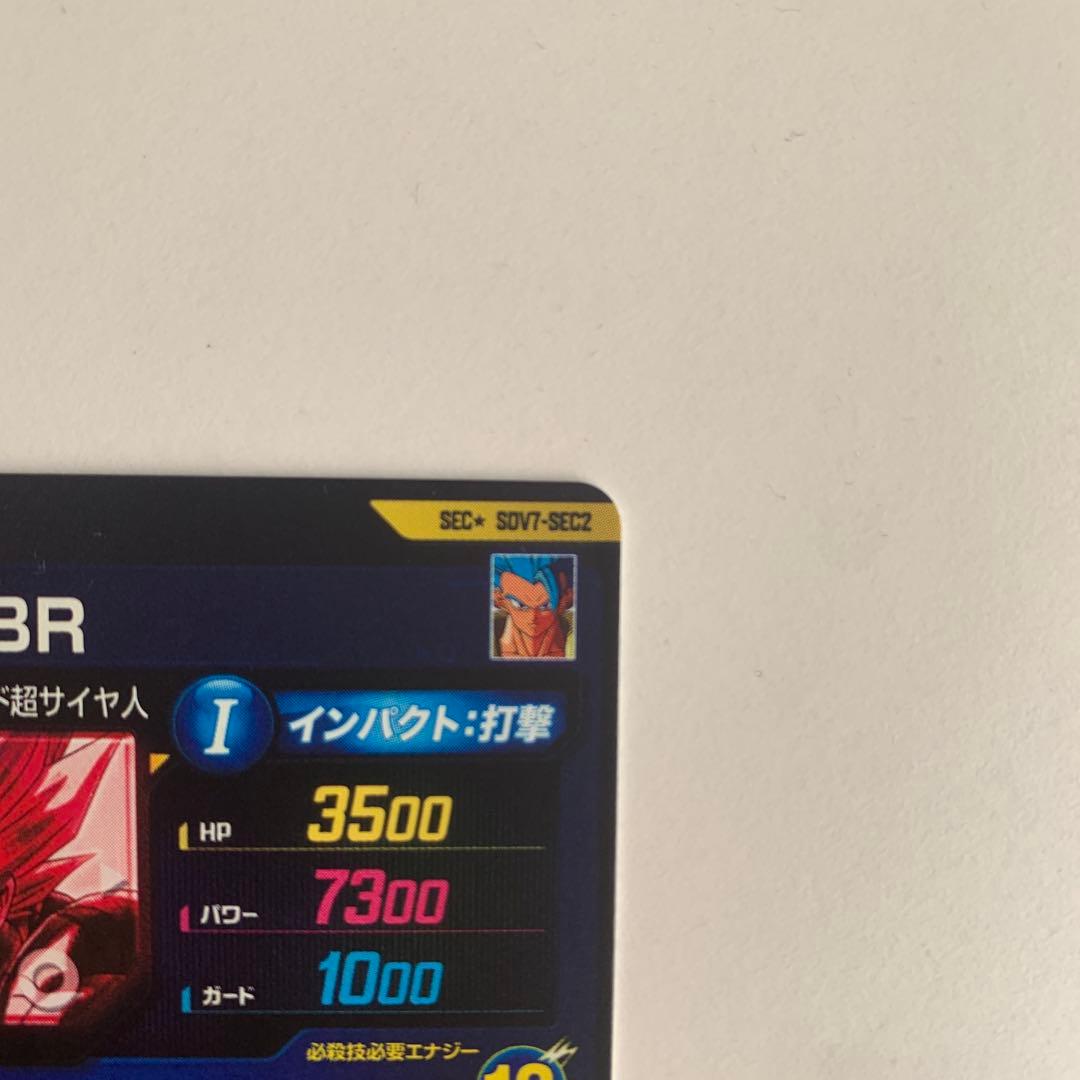 SEC★ SDV7-SEC2
BR
ド超サイヤ人
I インパクト:打撃
HP 3500
パワー 7300
ガード 1000
必殺技必要エナジー